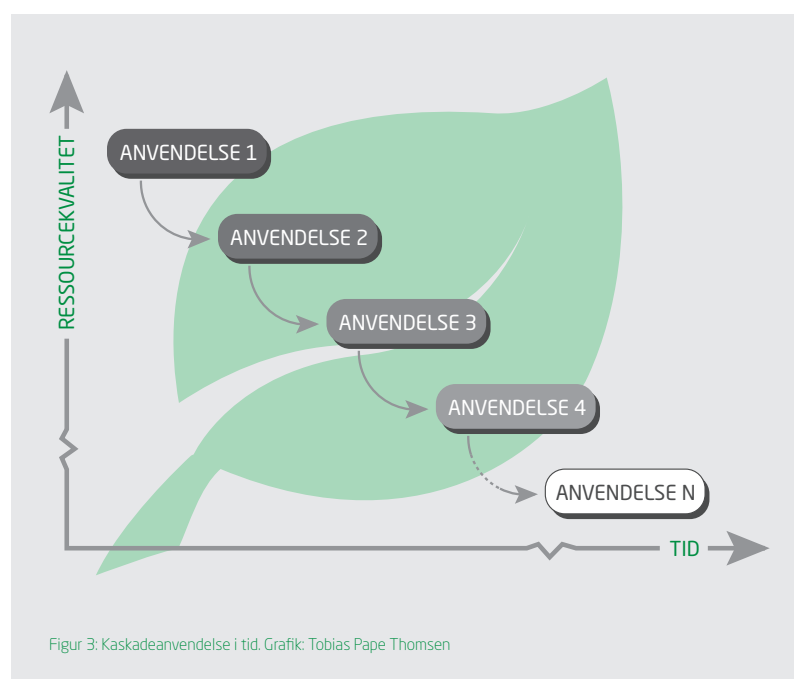 RESSOURCEKVALITET
ANVENDELSE 1
ANVENDELSE 2
ANVENDELSE 3
ANVENDELSE 4
ANVENDELSE N
TID
Figur 3: Kaskadeanvendelse i tid. Grafik: Tobias Pape Thomsen